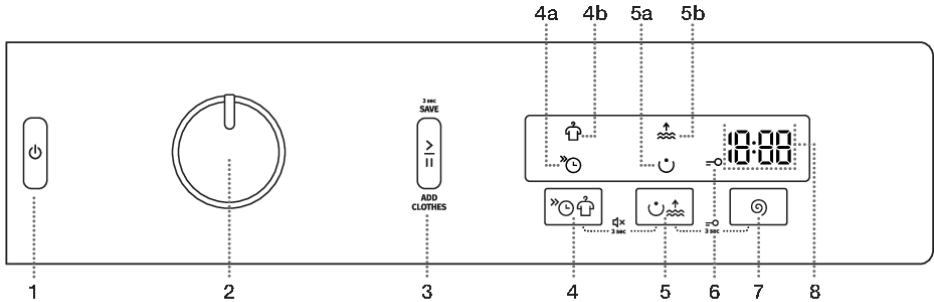 4a 4b 5a 5b
3 sec
SAVE
18:88
ADD
CLOTHES
3 sec 3 sec
1 2 3 4 5 6 7 8